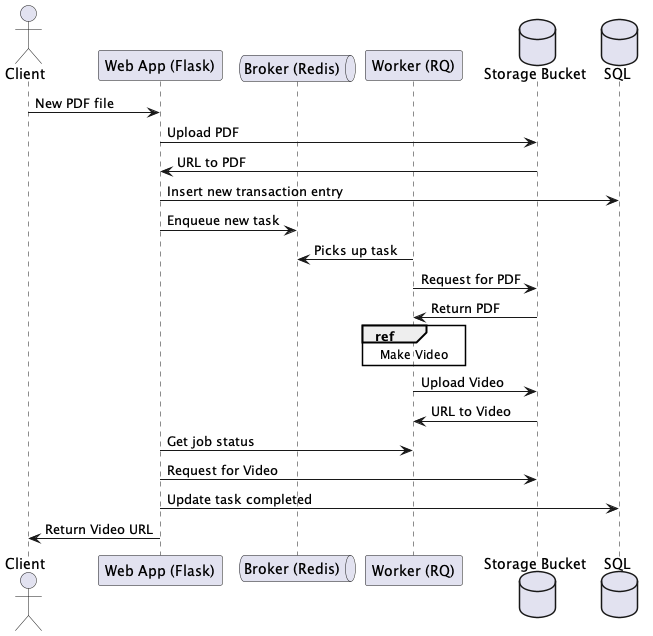 Client
Web App (Flask)
Broker (Redis)
Worker (RQ)
Storage Bucket
SQL
New PDF file
Upload PDF
URL to PDF
Insert new transaction entry
Enqueue new task
Picks up task
Request for PDF
Return PDF
ref
Make Video
Upload Video
URL to Video
Get job status
Request for Video
Update task completed
Return Video URL
Client
Web App (Flask)
Broker (Redis)
Worker (RQ)
Storage Bucket
SQL